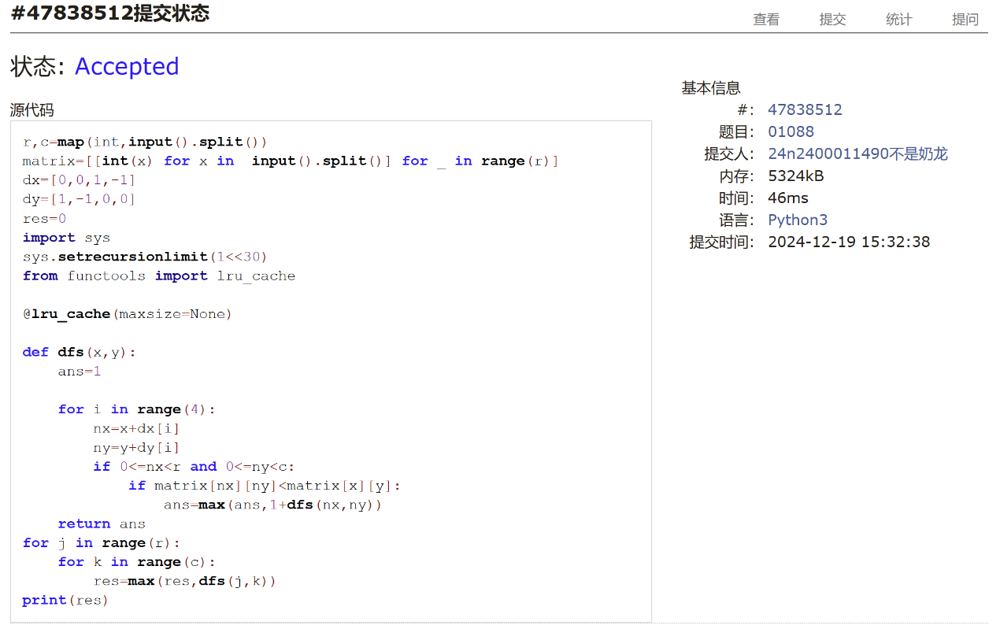 #47838512提交状态
查看 提交 统计 提问
状态: Accepted
源代码
r,c=map(int,input().split())
matrix=[[int(x) for x in  input().split()] for _ in range(r)]
dx=[0,0,1,-1]
dy=[1,-1,0,0]
res=0
import sys
sys.setrecursionlimit(1<<30)
from functools import lru_cache
@lru_cache(maxsize=None)
def dfs(x,y):
    ans=1
    for i in range(4):
        nx=x+dx[i]
        ny=y+dy[i]
        if 0<=nx<r and 0<=ny<c:
            if matrix[nx][ny]<matrix[x][y]:
                ans=max(ans,1+dfs(nx,ny))
    return ans
for j in range(r):
    for k in range(c):
        res=max(res,dfs(j,k))
print(res)
基本信息
#: 47838512
题目: 01088
提交人: 24n2400011490不是奶龙
内存: 5324kB
时间: 46ms
语言: Python3
提交时间: 2024-12-19 15:32:38